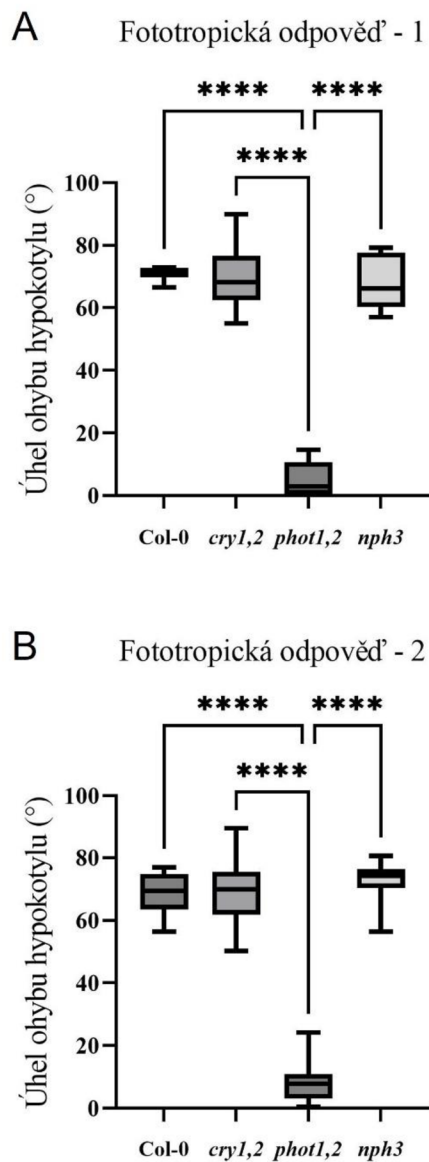 A
Fototropická odpověď - 1
**** ****
****
Úhel ohybu hypokotylu (°)
100
80
60
40
20
0
Col-0 cry1,2 phot1,2 nph3
B
Fototropická odpověď - 2
**** ****
****
Úhel ohybu hypokotylu (°)
100
80
60
40
20
0
Col-0 cry1,2 phot1,2 nph3